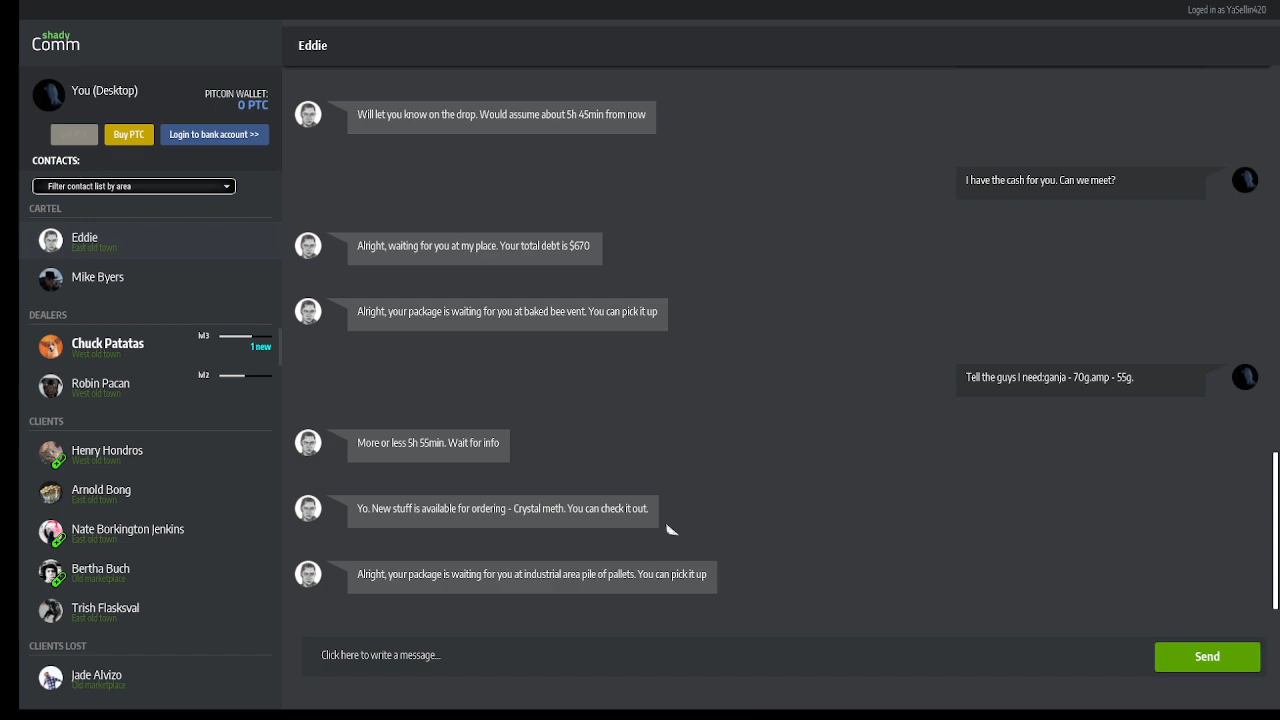 Loged in as YaSellin420
shady
Comm
Eddie
You (Desktop)
PITCOIN WALLET:
0 PTC
Buy PTC
Login to bank account >>
CONTACTS:
Filter contact list by area
CARTEL
Eddie
East old town
Mike Byers
DEALERS
Chuck Patatas
West old town
lvl3
1 new
Robin Pacan
West old town
lvl2
CLIENTS
Henry Hondros
West old town
Arnold Bong
East old town
Nate Borkington Jenkins
East old town
Bertha Buch
Old marketplace
Trish Flasksval
East old town
CLIENTS LOST
Jade Alvizo
Old marketplace
Will let you know on the drop. Would assume about 5h 45min from now
I have the cash for you. Can we meet?
Alright, waiting for you at my place. Your total debt is $670
Alright, your package is waiting for you at baked bee vent. You can pick it up
Tell the guys I need:ganja - 70g.amp - 55g.
More or less 5h 55min. Wait for info
Yo. New stuff is available for ordering - Crystal meth. You can check it out.
Alright, your package is waiting for you at industrial area pile of pallets. You can pick it up
Click here to write a message...
Send